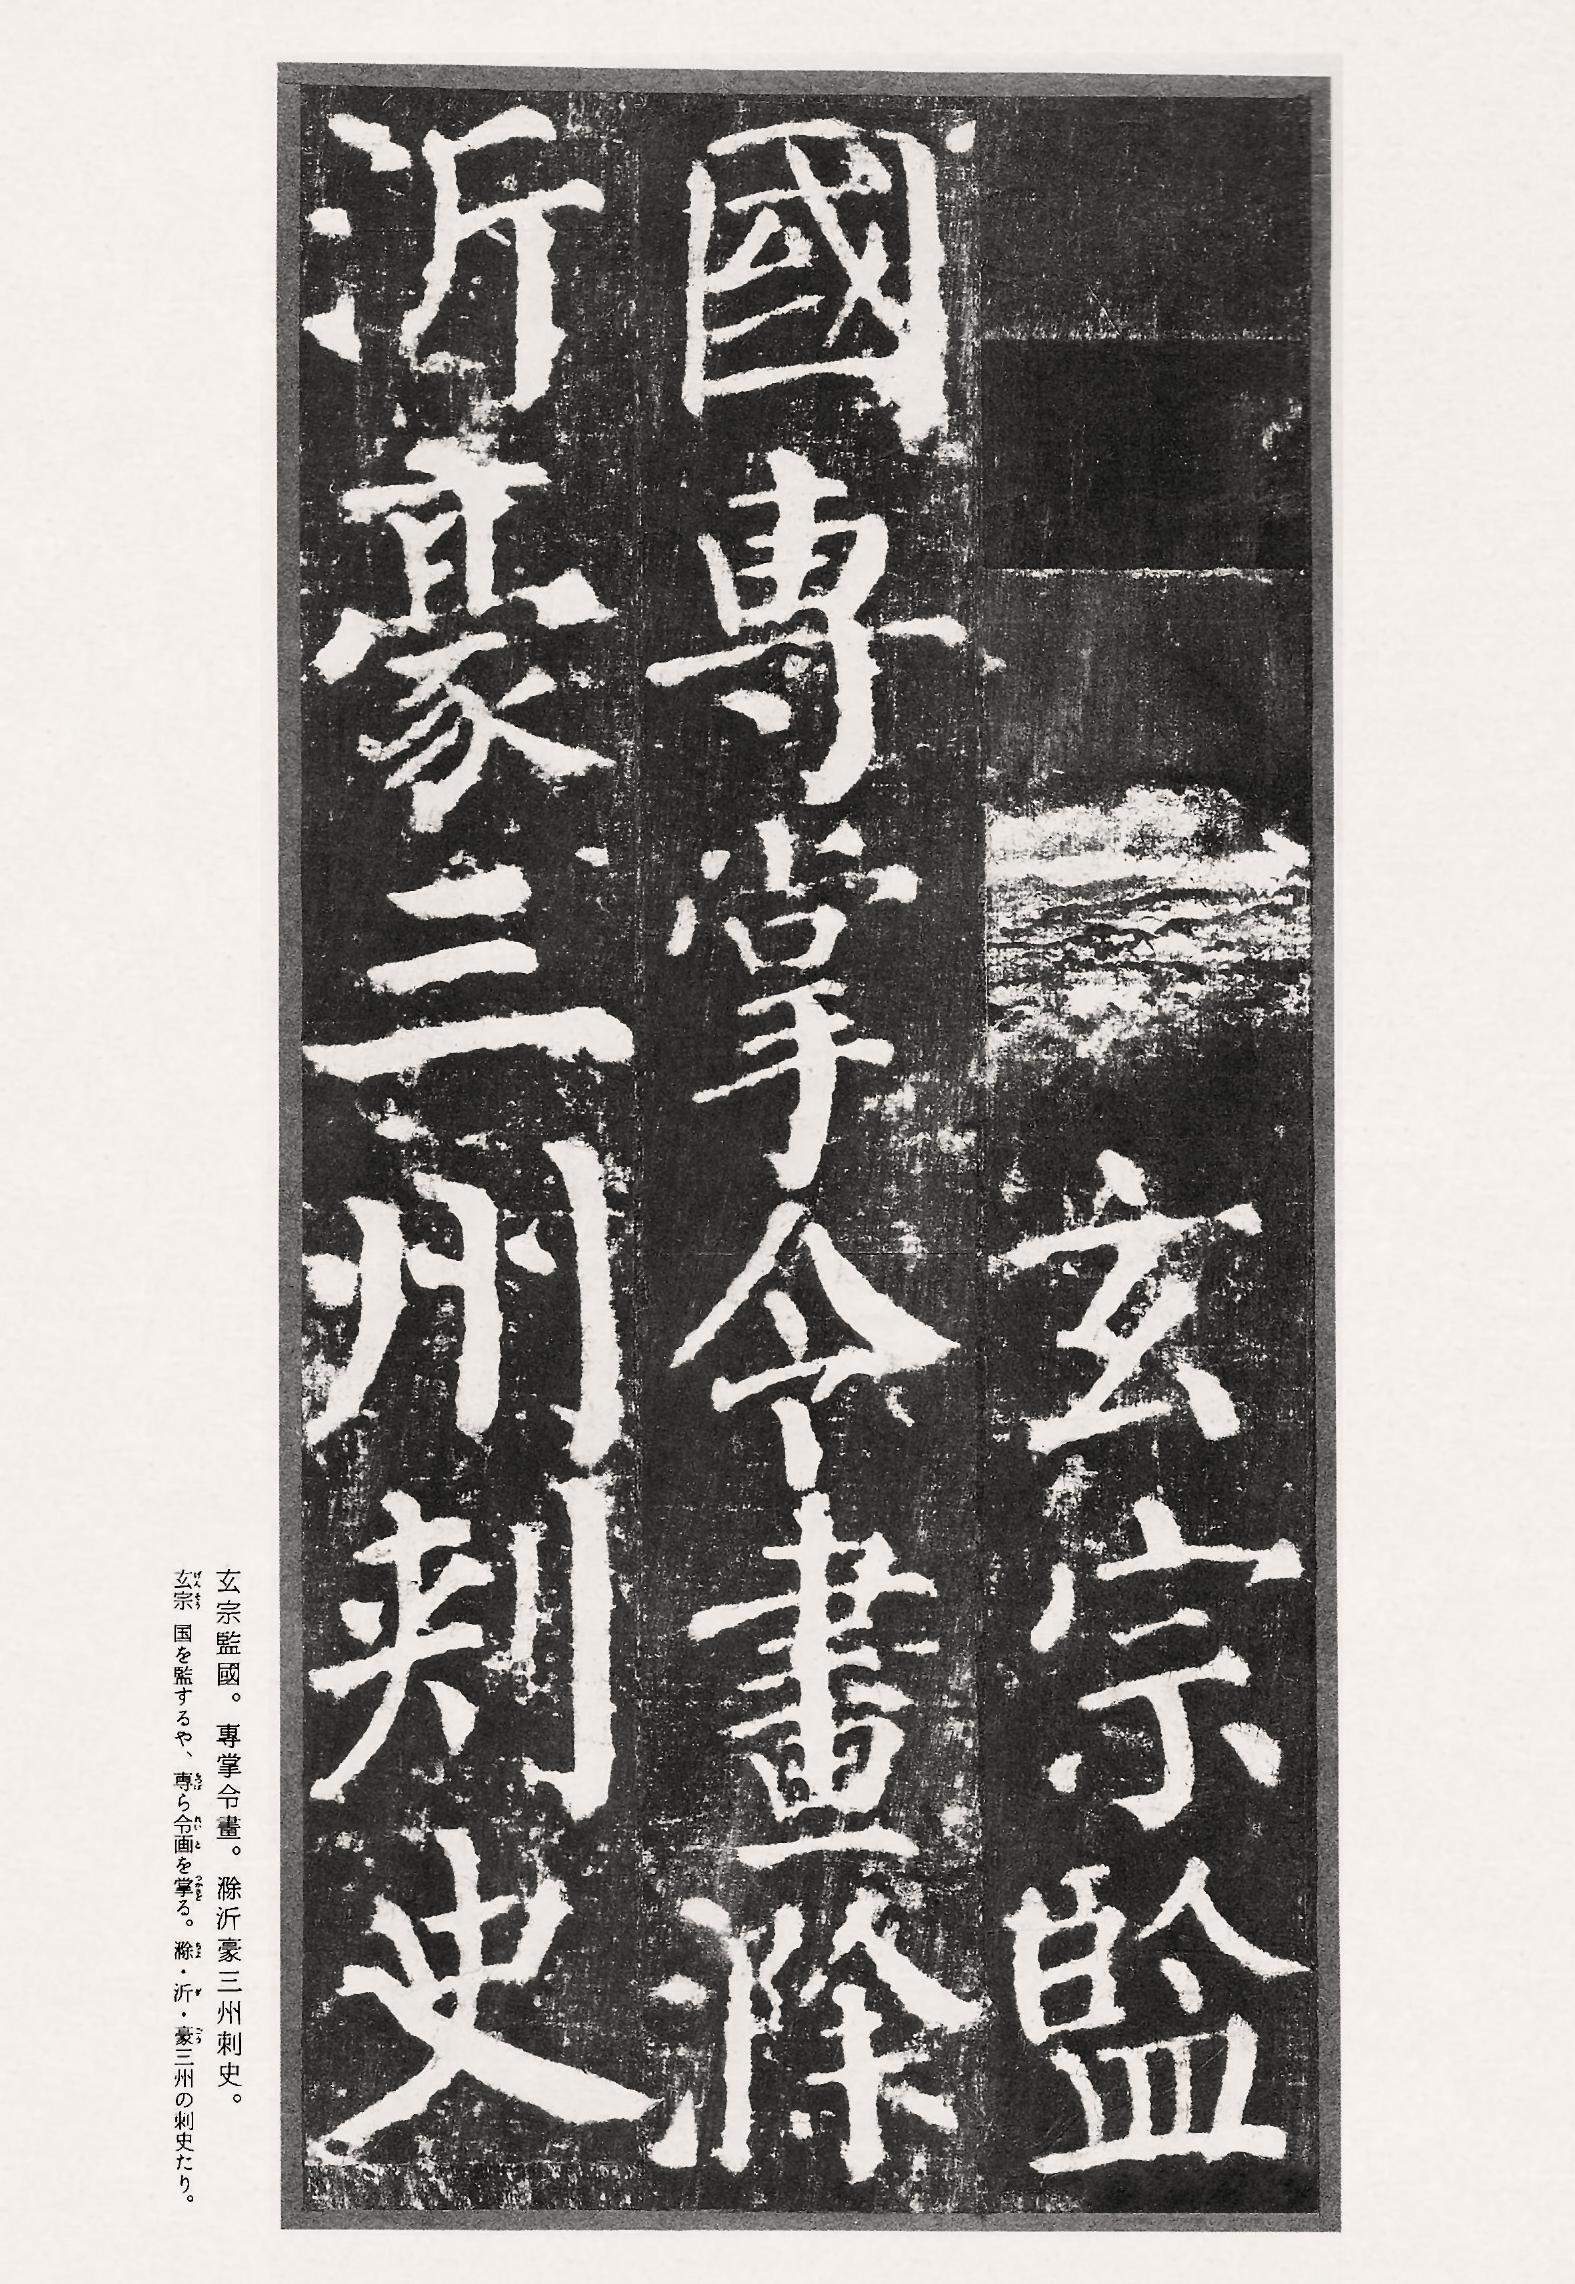 玄宗監
國專掌令畫滁
沂豪三州刺史
玄宗監國。專掌令畫。滁沂豪三州刺史。
玄宗国を監するや、専ら令画を掌る。滁・沂・豪三州の刺史たり。